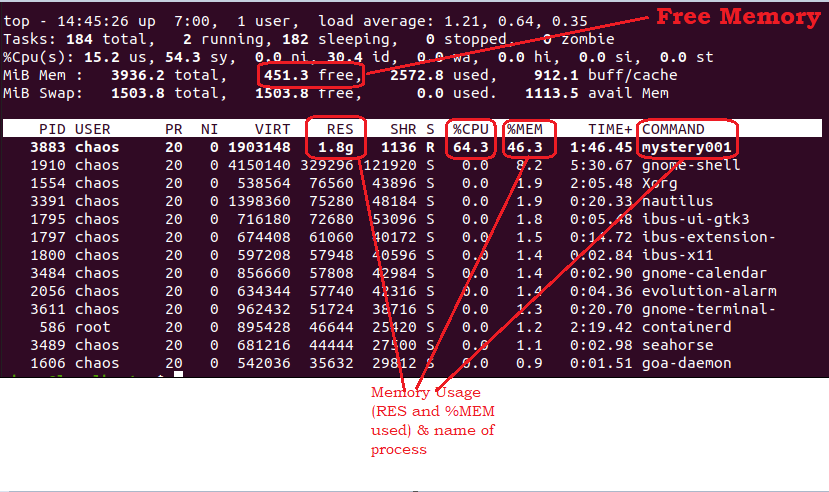 Free Memory
top - 14:45:26 up  7:00,  1 user,  load average: 1.21, 0.64, 0.35
Tasks: 184 total,   2 running, 182 sleeping,   0 stopped,   0 zombie
%Cpu(s): 15.2 us, 54.3 sy,  0.0 ni, 30.4 id,  0.0 wa,  0.0 hi,  0.0 si,  0.0 st
MiB Mem :   3936.2 total,    451.3 free,   2572.8 used,    912.1 buff/cache
MiB Swap:   1503.8 total,   1503.8 free,      0.0 used.   1113.5 avail Mem
PID USER      PR  NI    VIRT    RES    SHR S  %CPU  %MEM     TIME+ COMMAND
3883 chaos     20   0 1903148   1.8g   1136 R  64.3  46.3   1:46.45 mystery001
1910 chaos     20   0 4150140 329296 121920 S   0.0   8.2   5:30.67 gnome-shell
1554 chaos     20   0  538564  76560  43896 S   0.0   1.9   2:05.48 Xorg
3391 chaos     20   0 1398360  75280  48184 S   0.0   1.9   0:20.33 nautilus
1795 chaos     20   0  716180  72680  53096 S   0.0   1.8   0:05.48 ibus-ui-gtk3
1797 chaos     20   0  674408  61060  40172 S   0.0   1.5   0:14.72 ibus-extension-
1800 chaos     20   0  597208  57948  40596 S   0.0   1.4   0:02.84 ibus-x11
3484 chaos     20   0  856660  57808  42984 S   0.0   1.4   0:02.90 gnome-calendar
2056 chaos     20   0  634344  57740  42316 S   0.0   1.4   0:04.36 evolution-alarm
3611 chaos     20   0  962432  51724  38716 S   0.0   1.3   0:20.70 gnome-terminal-
586 root      20   0  895428  46644  25420 S   0.0   1.2   2:19.42 containerd
3489 chaos     20   0  681216  44444  27500 S   0.0   1.1   0:02.98 seahorse
1606 chaos     20   0  542036  35632  29812 S   0.0   0.9   0:01.51 goa-daemon
Memory Usage
(RES and %MEM
used) & name of
process